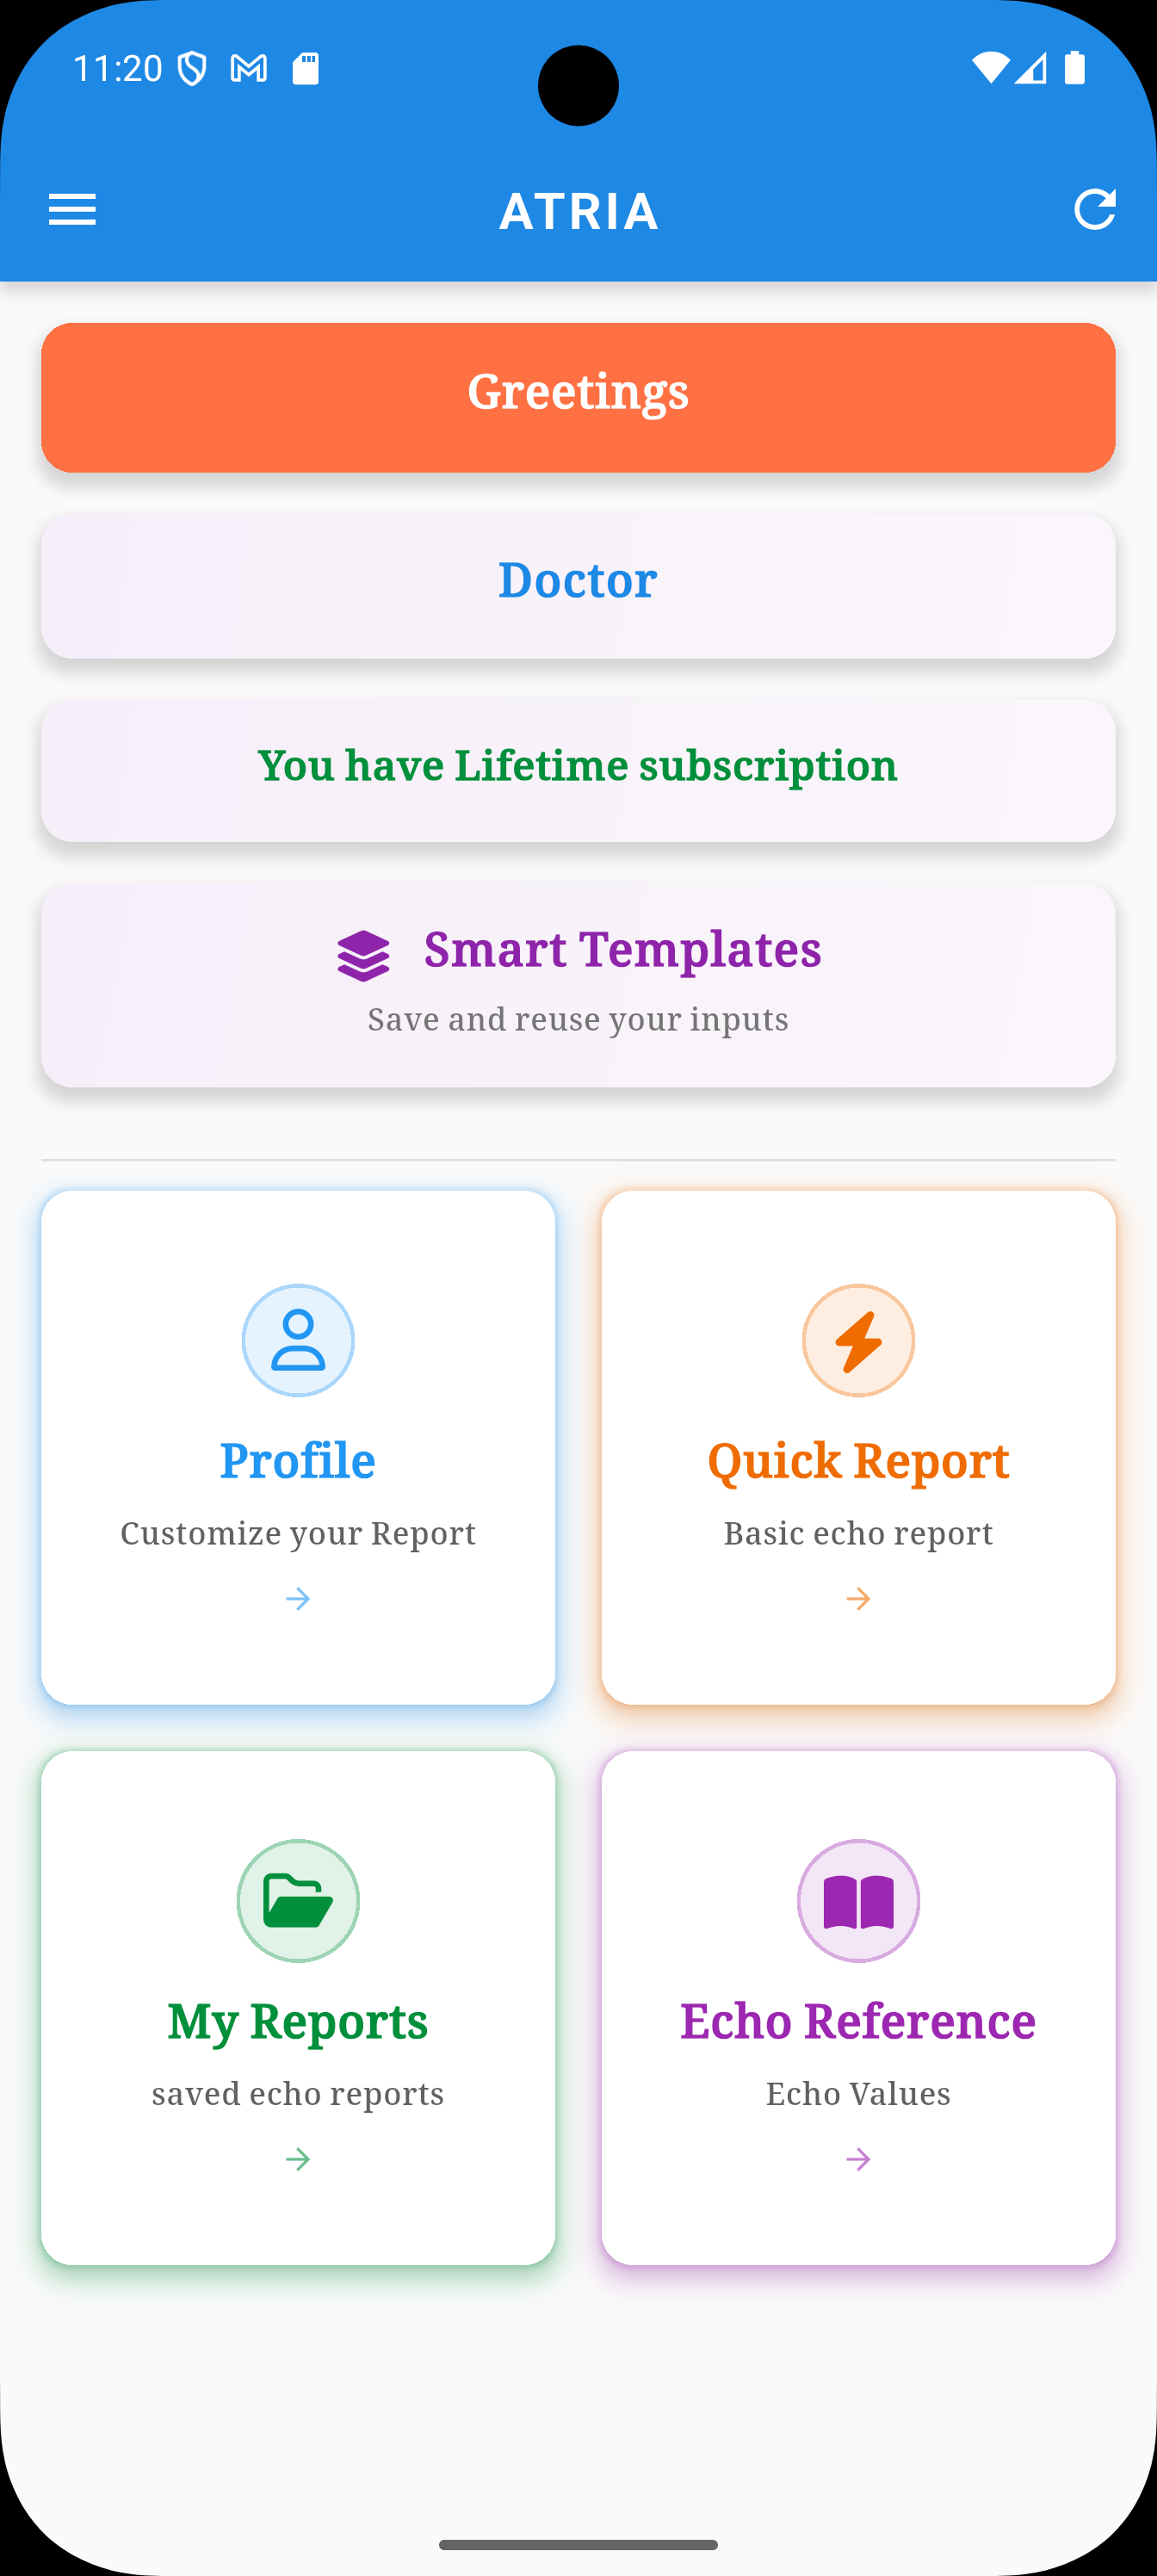 11:20
ATRIA
Greetings
Doctor
You have Lifetime subscription
Smart Templates
Save and reuse your inputs
Profile
Customize your Report
Quick Report
Basic echo report
My Reports
saved echo reports
Echo Reference
Echo Values